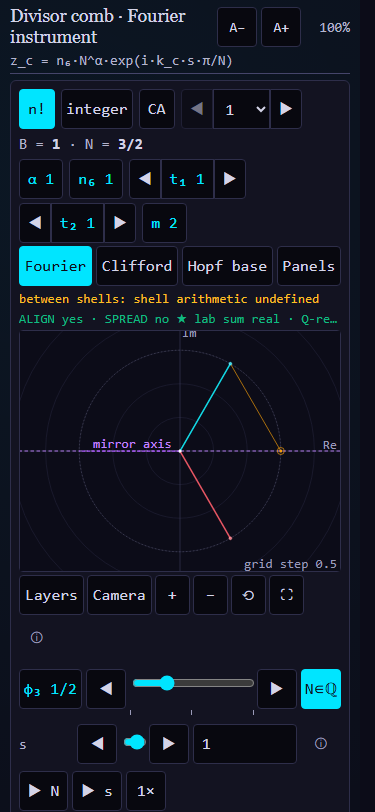 Divisor comb · Fourier instrument
A− A+ 100%
z_c = n₆·N^α·exp(i·k_c·s·π/N)
n! integer CA ◀ 1 ▶
B = 1 · N = 3/2
α 1 n₆ 1 ◀ t₁ 1 ▶
◀ t₂ 1 ▶ m 2
Fourier Clifford Hopf base Panels
between shells: shell arithmetic undefined
ALIGN yes · SPREAD no ★ lab sum real · Q-re…
Im
mirror axis Re
grid step 0.5
Layers Camera + − ⟲ ⛶
ⓘ
ϕ₃ 1/2 ◀ ▶ N∈ℚ
s ◀ ▶ 1 ⓘ
▶ N ▶ s 1×